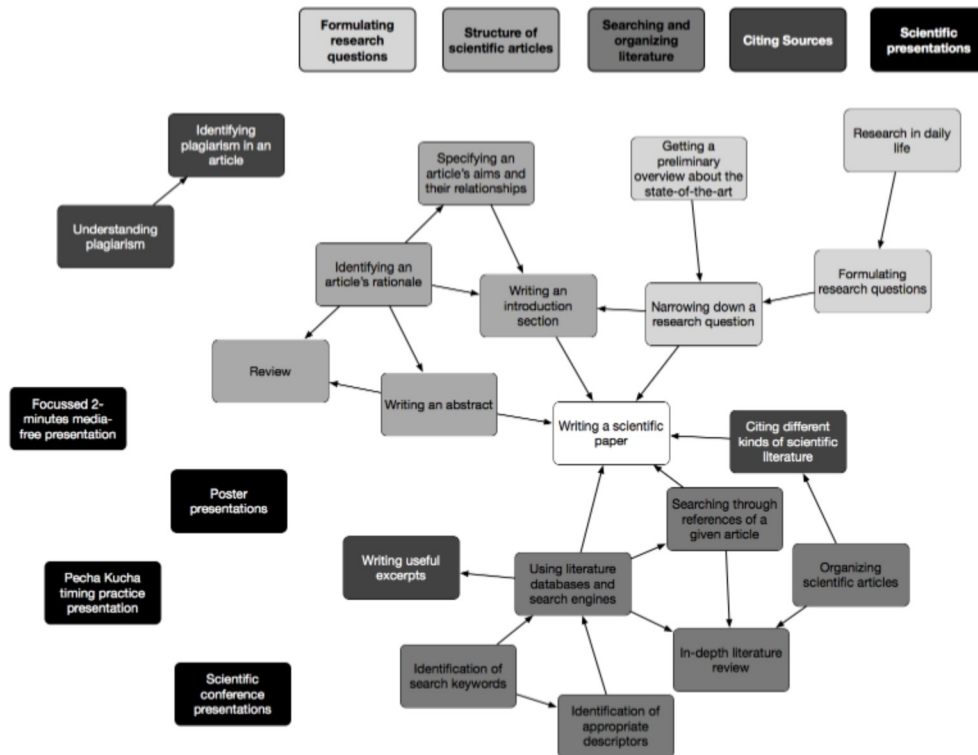 Formulating
research
questions
Structure of
scientific articles
Searching and
organizing
literature
Citing Sources
Scientific
presentations
Identifying
plagiarism in an
article
Understanding
plagiarism
Specifying an
article's aims and
their relationships
Getting a
preliminary
overview about the
state-of-the-art
Research in daily
life
Identifying an
article's rationale
Writing an
introduction
section
Narrowing down a
research question
Formulating
research questions
Review
Writing an abstract
Focussed 2-
minutes media-
free presentation
Writing a scientific
paper
Citing different
kinds of scientific
literature
Poster
presentations
Searching through
references of a
given article
Pecha Kucha
timing practice
presentation
Writing useful
excerpts
Using literature
databases and
search engines
Organizing
scientific articles
In-depth literature
review
Scientific
conference
presentations
Identification of
search keywords
Identification of
appropriate
descriptors